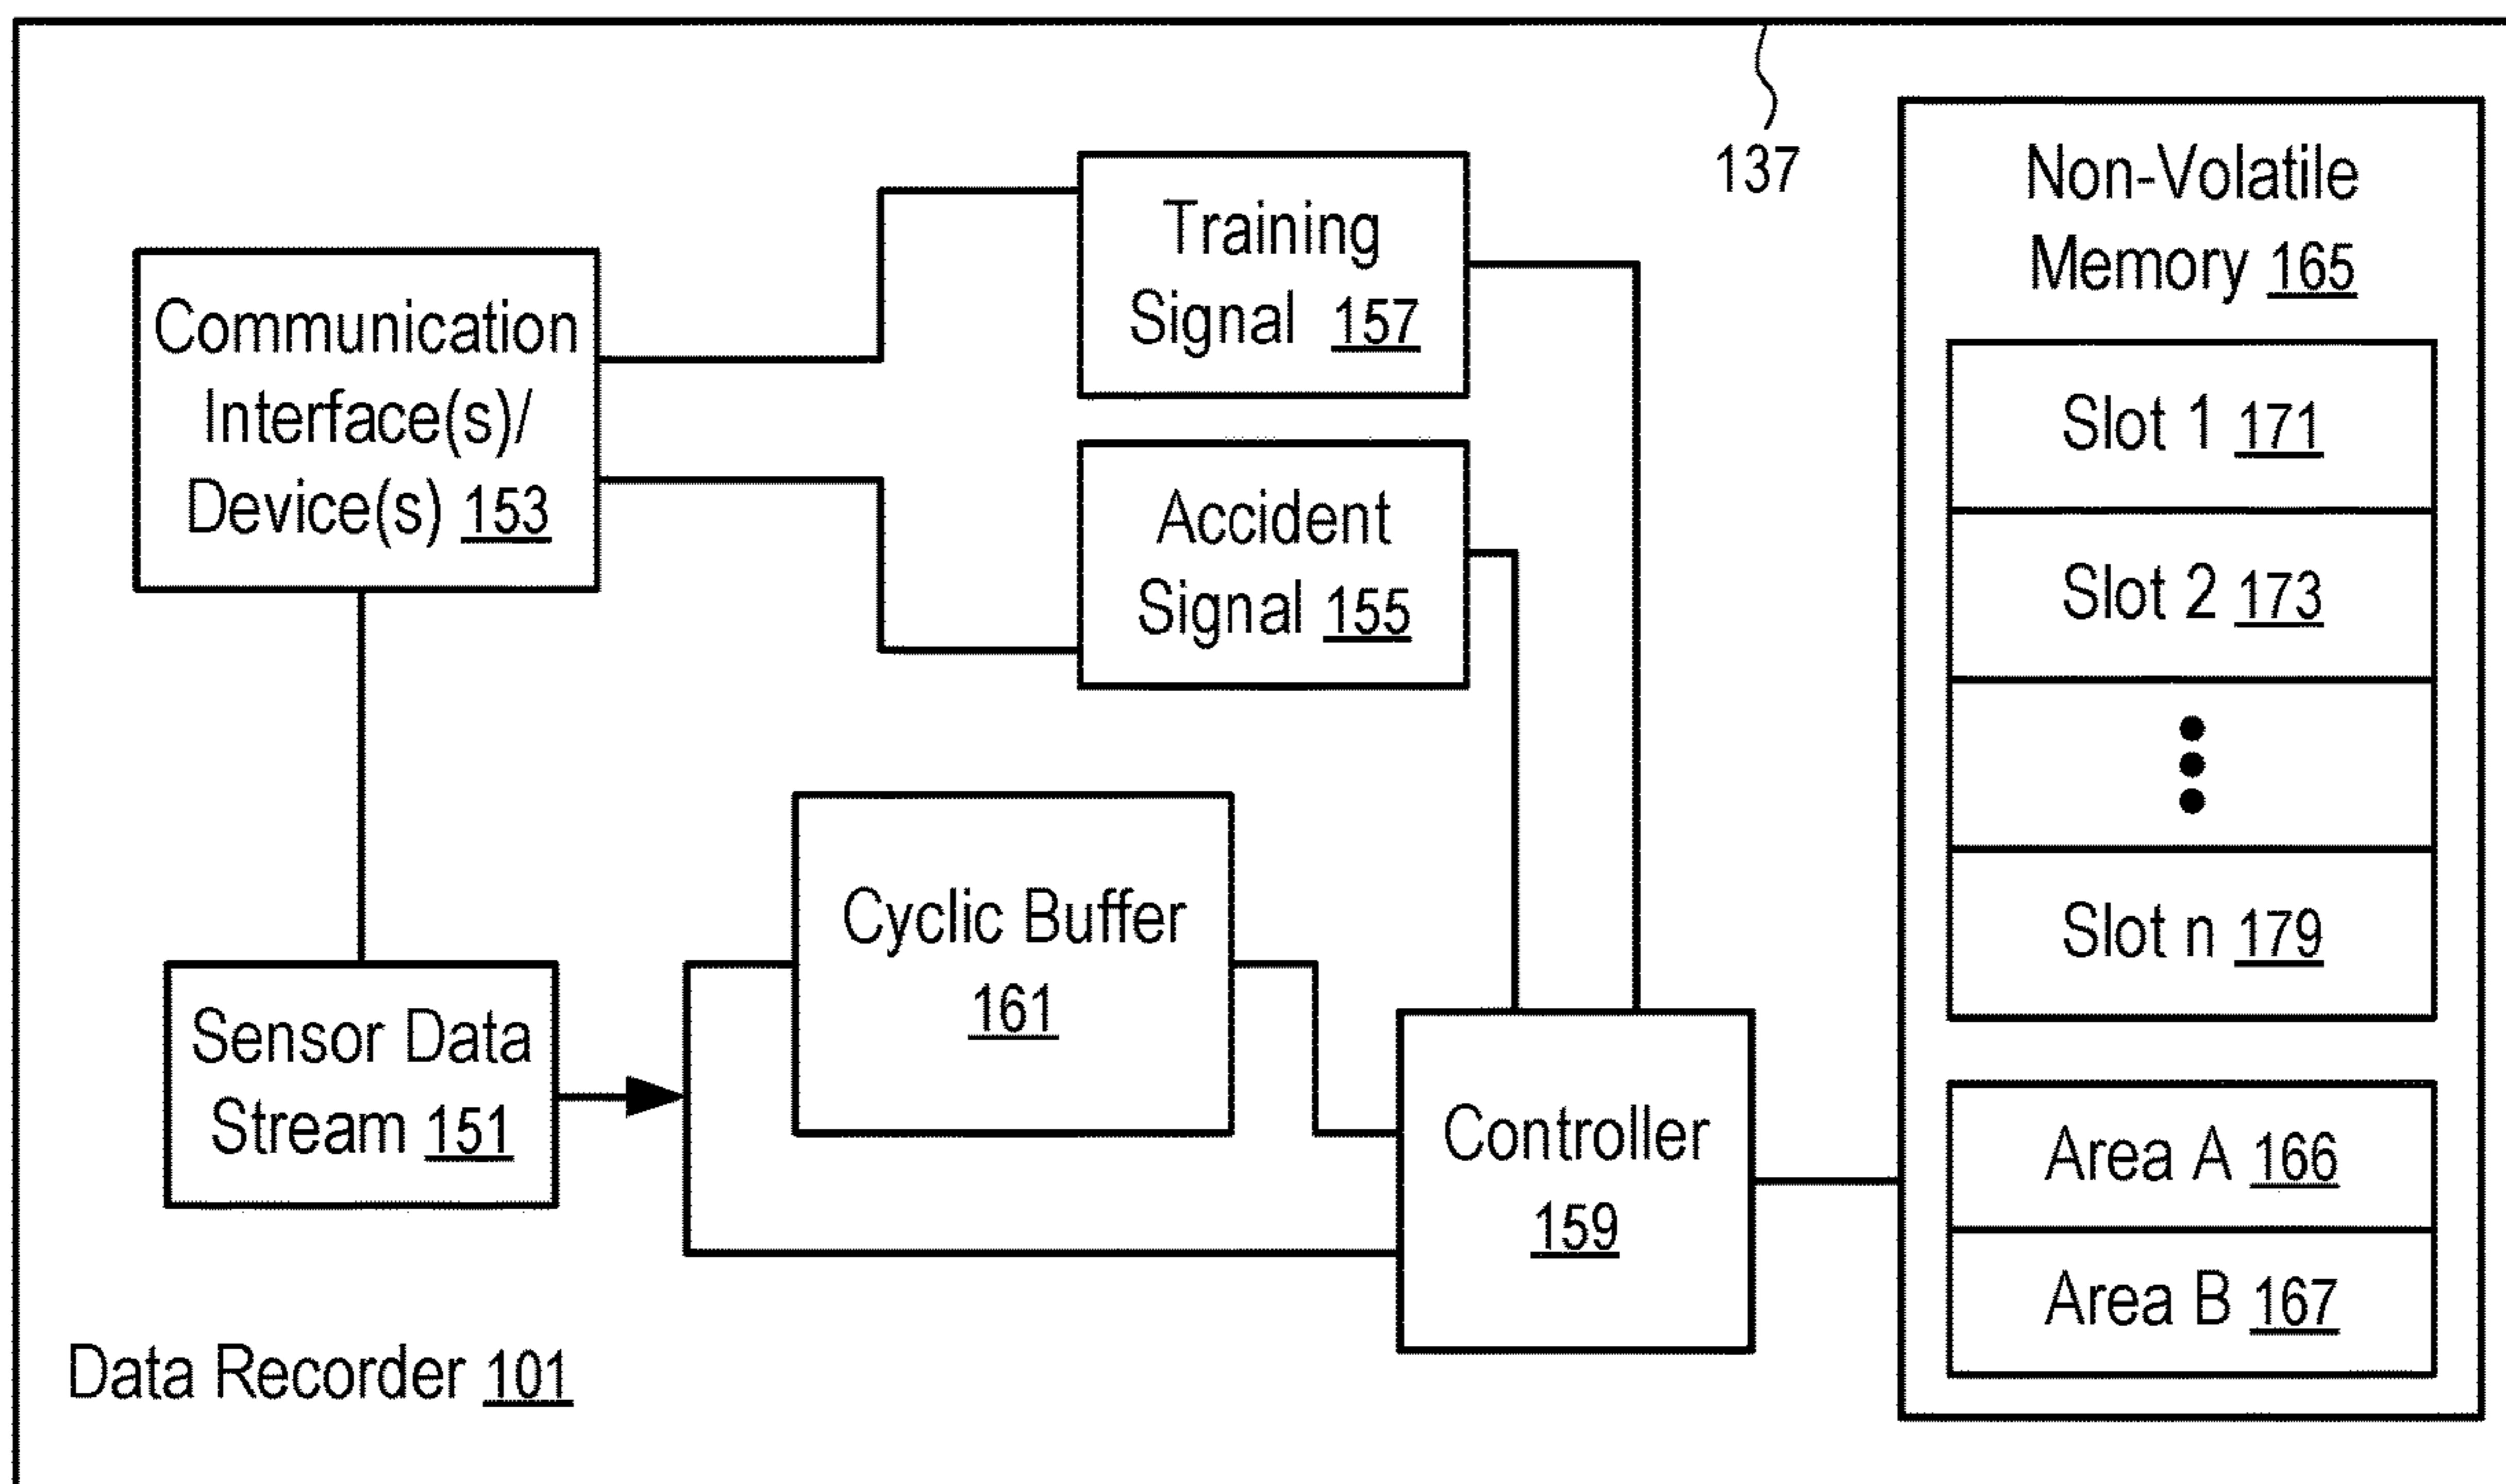 137
Communication
Interface(s)/
Device(s) 153
Training
Signal 157
Accident
Signal 155
Sensor Data
Stream 151
Cyclic Buffer
161
Controller
159
Non-Volatile
Memory 165
Slot 1 171
Slot 2 173
Slot n 179
Area A 166
Area B 167
Data Recorder 101